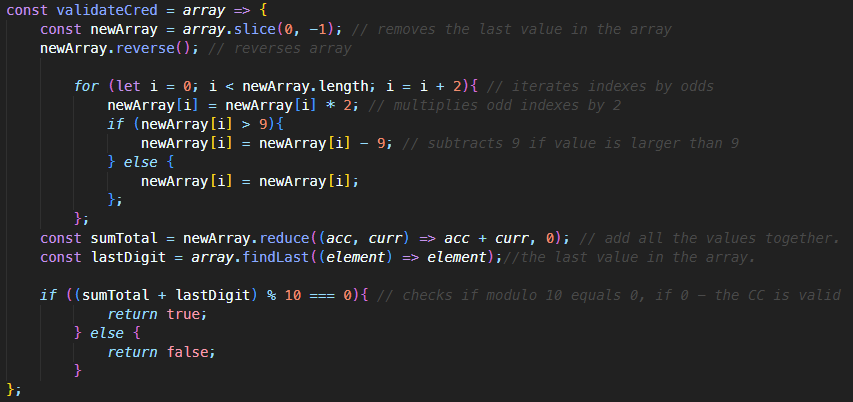 const validateCred = array => {
    const newArray = array.slice(0, -1); // removes the last value in the array
    newArray.reverse(); // reverses array

        for (let i = 0; i < newArray.length; i = i + 2){ // iterates indexes by odds
            newArray[i] = newArray[i] * 2; // multiplies odd indexes by 2
            if (newArray[i] > 9){
                newArray[i] = newArray[i] - 9; // subtracts 9 if value is larger than 9
            } else {
                newArray[i] = newArray[i];
            };
        };
    const sumTotal = newArray.reduce((acc, curr) => acc + curr, 0); // add all the values together.
    const lastDigit = array.findLast((element) => element);//the last value in the array.

    if ((sumTotal + lastDigit) % 10 === 0){ // checks if modulo 10 equals 0, if 0 - the CC is valid
            return true;
        } else {
            return false;
        }
};